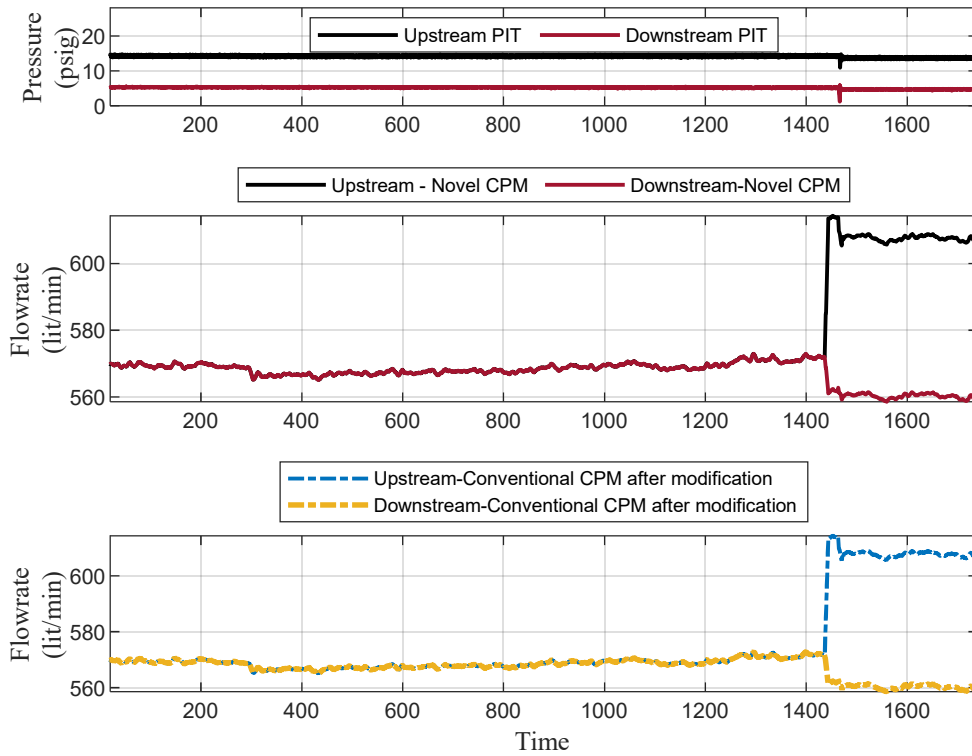 Upstream PIT Downstream PIT
Pressure
(psig)
20
10
0
200 400 600 800 1000 1200 1400 1600
Upstream - Novel CPM Downstream-Novel CPM
Flowrate
(lit/min)
600
580
560
200 400 600 800 1000 1200 1400 1600
Upstream-Conventional CPM after modification
Downstream-Conventional CPM after modification
Flowrate
(lit/min)
600
580
560
200 400 600 800 1000 1200 1400 1600
Time